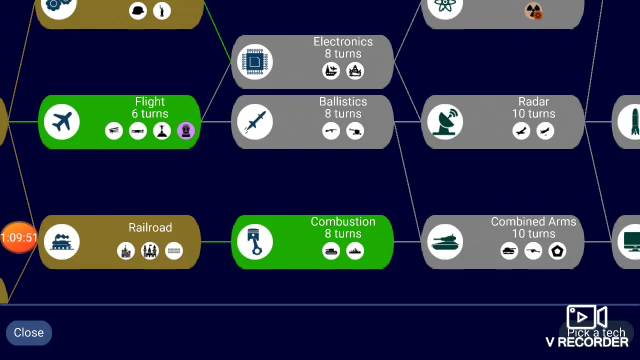 Electronics
8 turns
Flight
6 turns
Ballistics
8 turns
Radar
10 turns
1:09:51
Railroad
Combustion
8 turns
Combined Arms
10 turns
Close
Pick a tech
V RECORDER